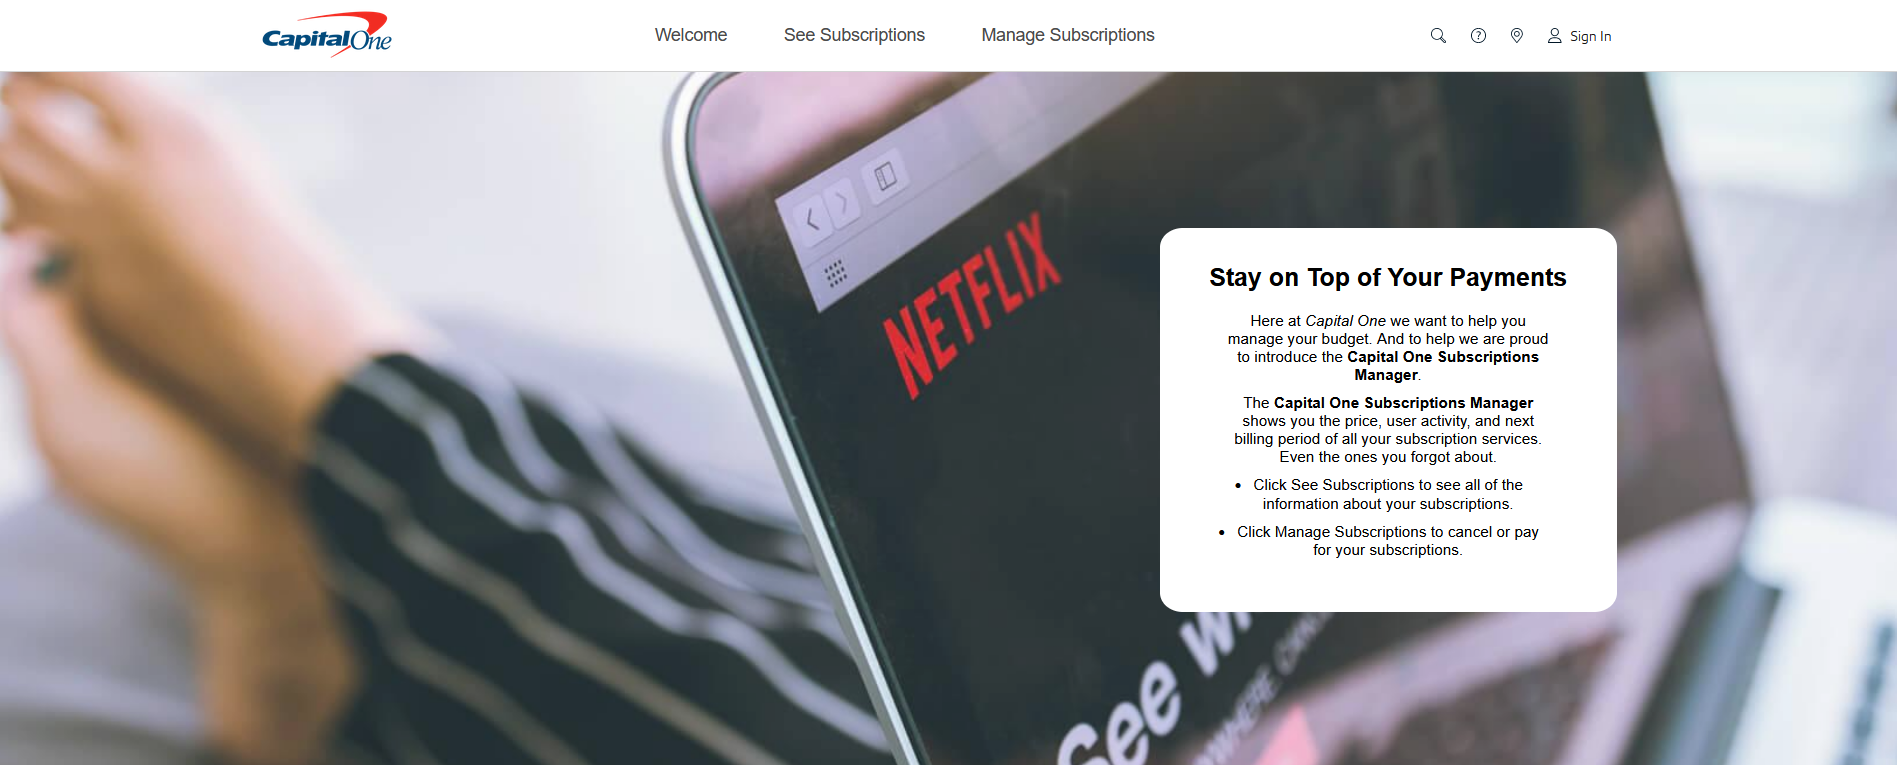 CapitalOne
Welcome
See Subscriptions
Manage Subscriptions
Sign In
NETFLIX
Stay on Top of Your Payments
Here at Capital One we want to help you
manage your budget. And to help we are proud
to introduce the Capital One Subscriptions
Manager.
The Capital One Subscriptions Manager
shows you the price, user activity, and next
billing period of all your subscription services.
Even the ones you forgot about.
• Click See Subscriptions to see all of the
information about your subscriptions.
• Click Manage Subscriptions to cancel or pay
for your subscriptions.
See